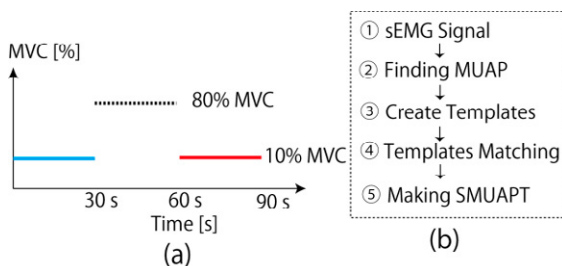 MVC [%]
80% MVC
10% MVC
30 s
60 s
90 s
Time [s]
(a)
① sEMG Signal
↓
② Finding MUAP
↓
③ Create Templates
↓
④ Templates Matching
↓
⑤ Making SMUAPT
(b)